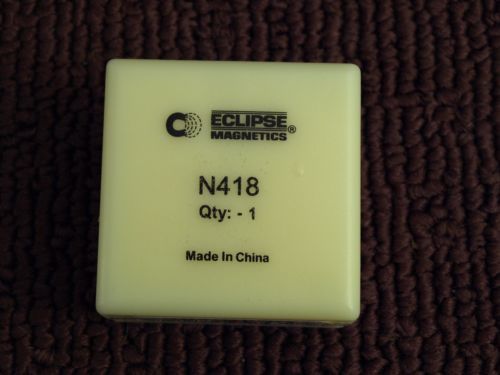 ECLIPSE
MAGNETICS®
N418
Qty: - 1
Made In China